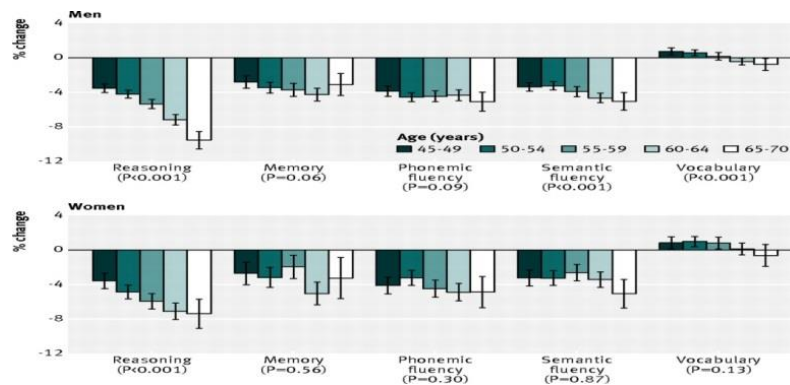 Men
% change
4
0
-4
-8
-12
Age (years)
45-49 50-54 55-59 60-64 65-70
Reasoning Memory Phonemic Semantic Vocabulary
(P<0.001) (P=0.06) fluency fluency (P<0.001)
(P=0.09) (P<0.001)
Women
% change
4
0
-4
-8
-12
Reasoning Memory Phonemic Semantic Vocabulary
(P<0.001) (P=0.56) fluency fluency (P=0.13)
(P=0.30) (P=0.87)